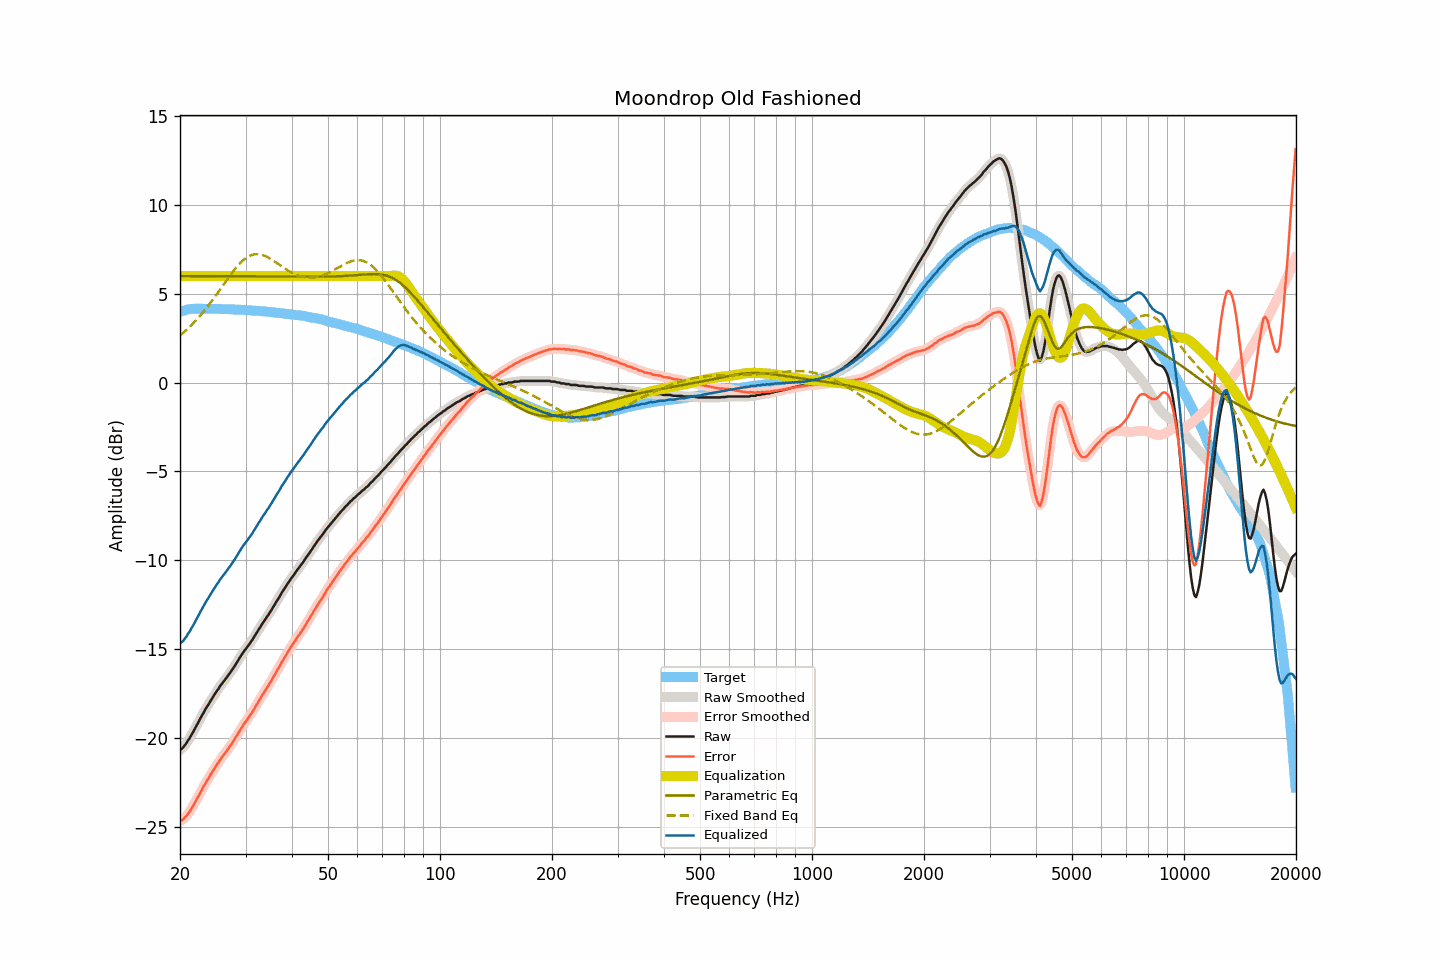 Moondrop Old Fashioned
15
10
5
0
−5
−10
−15
−20
−25
Amplitude (dBr)
Target
Raw Smoothed
Error Smoothed
Raw
Error
Equalization
Parametric Eq
Fixed Band Eq
Equalized
20 50 100 200 500 1000 2000 5000 10000 20000
Frequency (Hz)